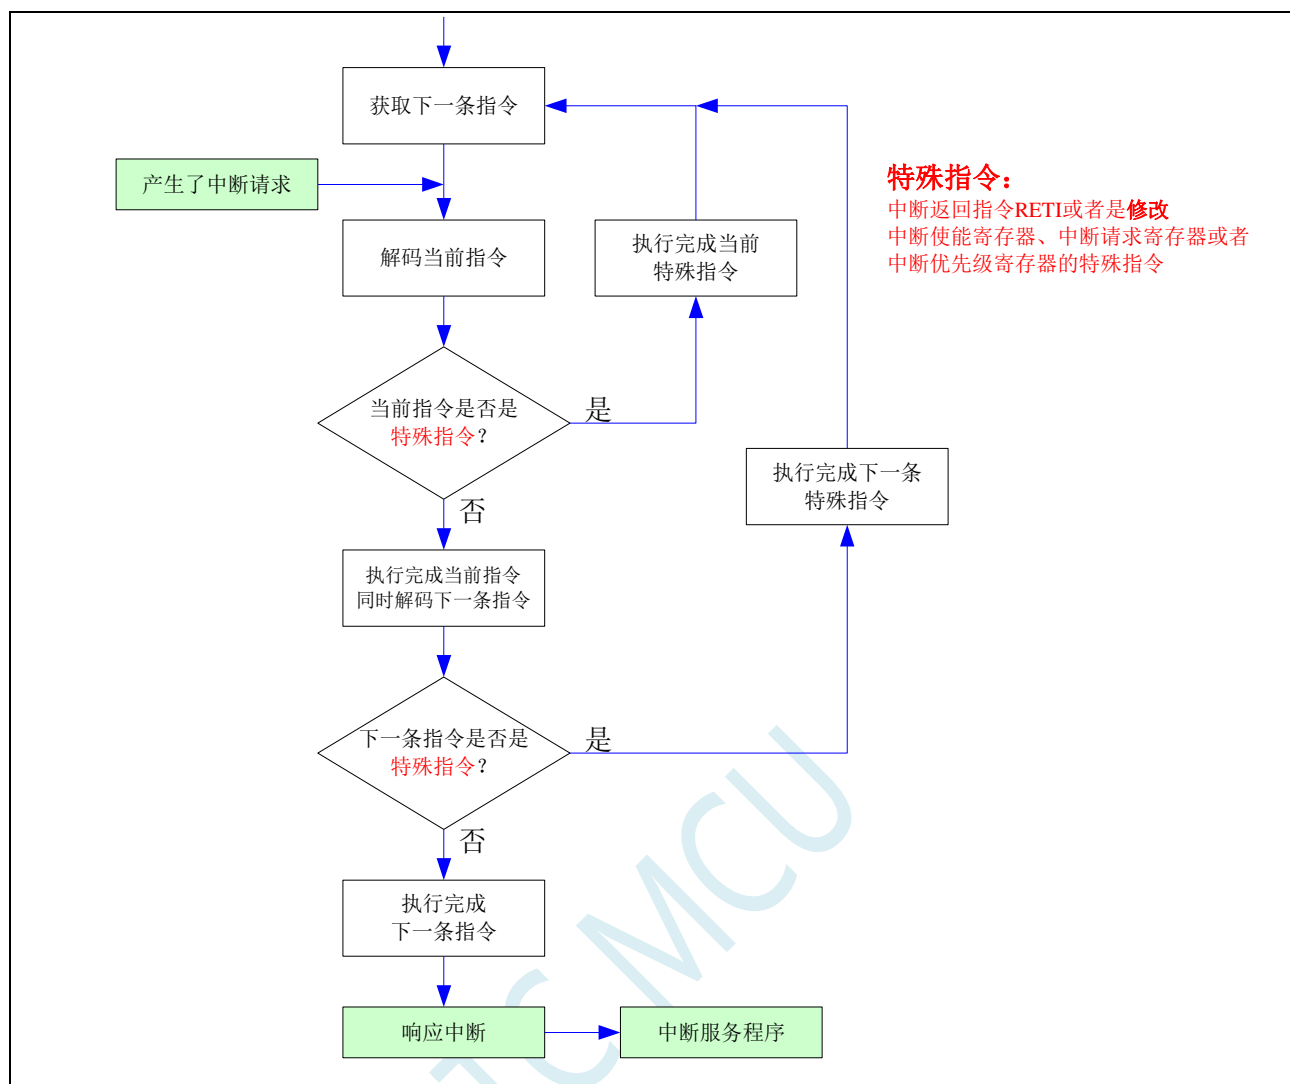 获取下一条指令
产生了中断请求
特殊指令：
中断返回指令RETI或者是修改
中断使能寄存器、中断请求寄存器或者
中断优先级寄存器的特殊指令
解码当前指令
执行完成当前
特殊指令
当前指令是否是
特殊指令？
是
否
执行完成下一条
特殊指令
执行完成当前指令
同时解码下一条指令
下一条指令是否是
特殊指令？
是
否
执行完成
下一条指令
响应中断
中断服务程序
TC MCU